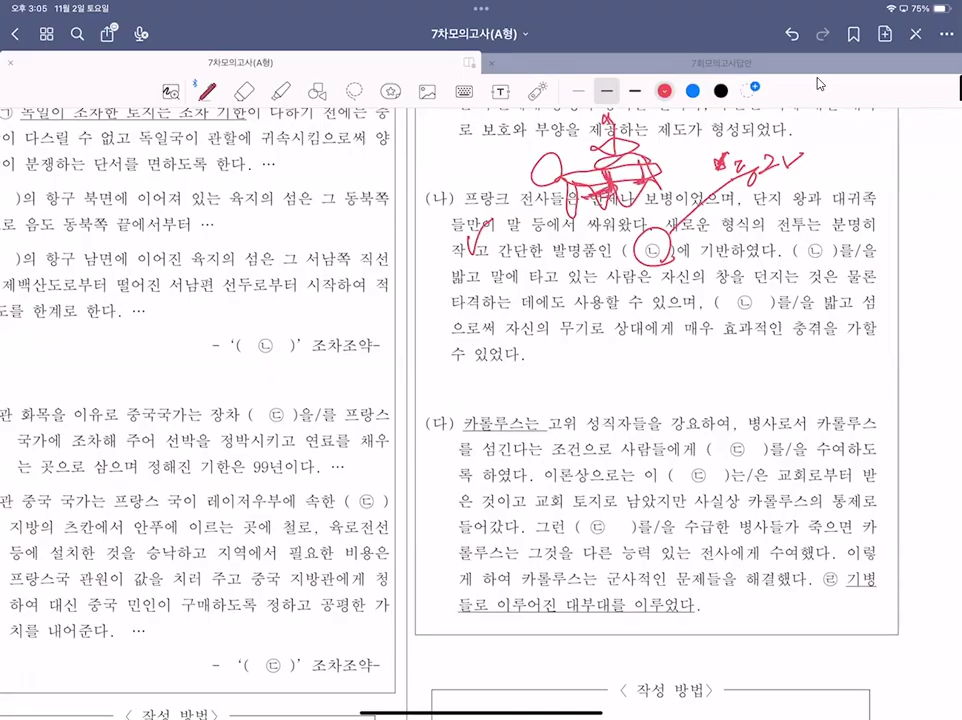 오후 3:05 11월 2일 토요일
75%
7차모의고사(A형)
7차모의고사(A형)
7회모의고사답안
㉠ 독일이 조차한 토지는 조차 기한이 다하기 전에는 중
이 다스릴 수 없고 독일국이 관할에 귀속시킴으로써 양
이 분쟁하는 단서를 면하도록 한다. …
)의 항구 북면에 이어져 있는 육지의 섬은 그 동북쪽
로 음도 동북쪽 끝에서부터 …
)의 항구 남면에 이어진 육지의 섬은 그 서남쪽 직선
제백산도로부터 떨어진 서남편 선두로부터 시작하여 적
도를 한계로 한다. …
- ‘( ㉡ )’ 조차조약-
관 화목을 이유로 중국국가는 장차 ( ㉢ )을/를 프랑스
국가에 조차해 주어 선박을 정박시키고 연료를 채우
는 곳으로 삼으며 정해진 기한은 99년이다. …
관 중국 국가는 프랑스 국이 레이저우부에 속한 ( ㉢ )
지방의 츠칸에서 안푸에 이르는 곳에 철로, 육로전선
등에 설치한 것을 승낙하고 지역에서 필요한 비용은
프랑스국 관원이 값을 치러 주고 중국 지방관에게 청
하여 대신 중국 민인이 구매하도록 정하고 공평한 가
치를 내어준다. …
- ‘( ㉢ )’ 조차조약-
〈 작성 방법〉
로 보호와 부양을 제공하는 제도가 형성되었다.
(나) 프랑크 전사들은 언제나 보병이었으며, 단지 왕과 대귀족
들만이 말 등에서 싸워왔다. 새로운 형식의 전투는 분명히
작고 간단한 발명품인 ( ㉡ )에 기반하였다. ( ㉡ )를/을
밟고 말에 타고 있는 사람은 자신의 창을 던지는 것은 물론
타격하는 데에도 사용할 수 있으며, ( ㉡ )를/을 밟고 섬
으로써 자신의 무기로 상대에게 매우 효과적인 충격을 가할
수 있었다.
(다) 카롤루스는 고위 성직자들을 강요하여, 병사로서 카롤루스
를 섬긴다는 조건으로 사람들에게 ( ㉢ )를/을 수여하도
록 하였다. 이론상으로는 이 ( ㉢ )는/은 교회로부터 받
은 것이고 교회 토지로 남았지만 사실상 카롤루스의 통제로
들어갔다. 그런 ( ㉢ )를/을 수급한 병사들가 죽으면 카
롤루스는 그것을 다른 능력 있는 전사에게 수여했다. 이렇
게 하여 카롤루스는 군사적인 문제들을 해결했다. ㉣ 기병
들로 이루어진 대부대를 이루었다.
〈 작성 방법〉